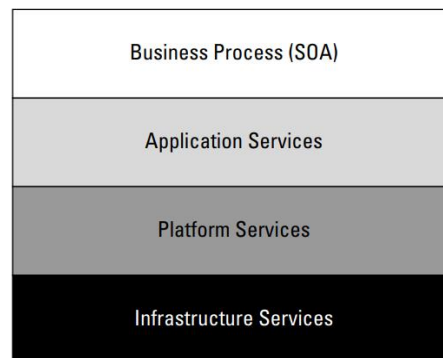 Business Process (SOA)
Application Services
Platform Services
Infrastructure Services